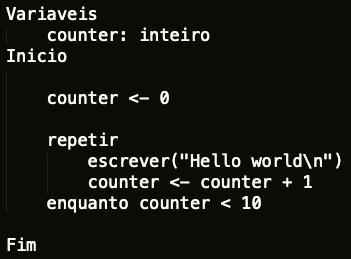 Variaveis
counter: inteiro
Inicio
counter <- 0
repetir
escrever("Hello world\n")
counter <- counter + 1
enquanto counter < 10
Fim